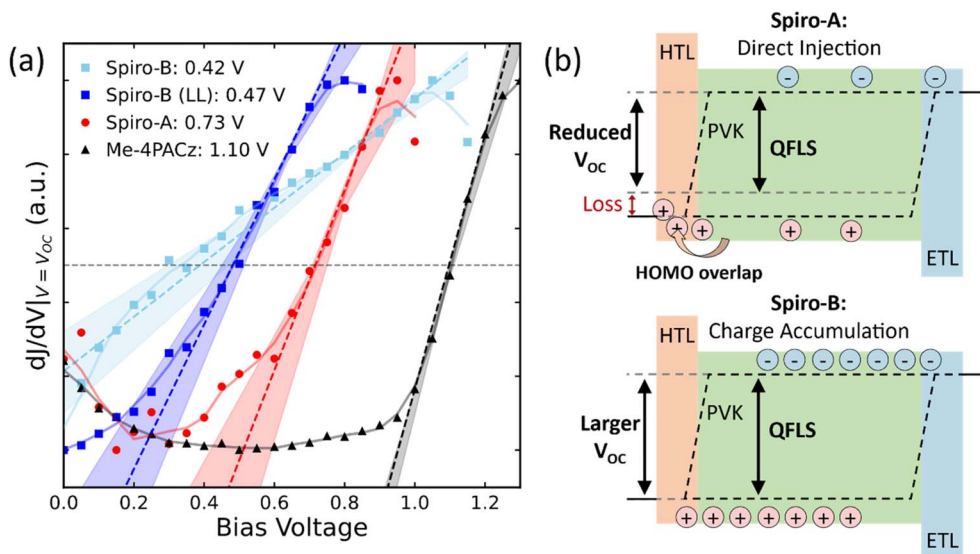 (a)
Spiro-B: 0.42 V
Spiro-B (LL): 0.47 V
Spiro-A: 0.73 V
Me-4PACz: 1.10 V
dJ/dV|V = VOC (a.u.)
0.0 0.2 0.4 0.6 0.8 1.0 1.2
Bias Voltage
(b)
Spiro-A:
Direct Injection
HTL
- - -
Reduced
VOC
PVK
QFLS
Loss
+ + + + +
HOMO overlap
ETL
Spiro-B:
Charge Accumulation
HTL
- - - - - - -
Larger
VOC
PVK
QFLS
+ + + + + + +
ETL